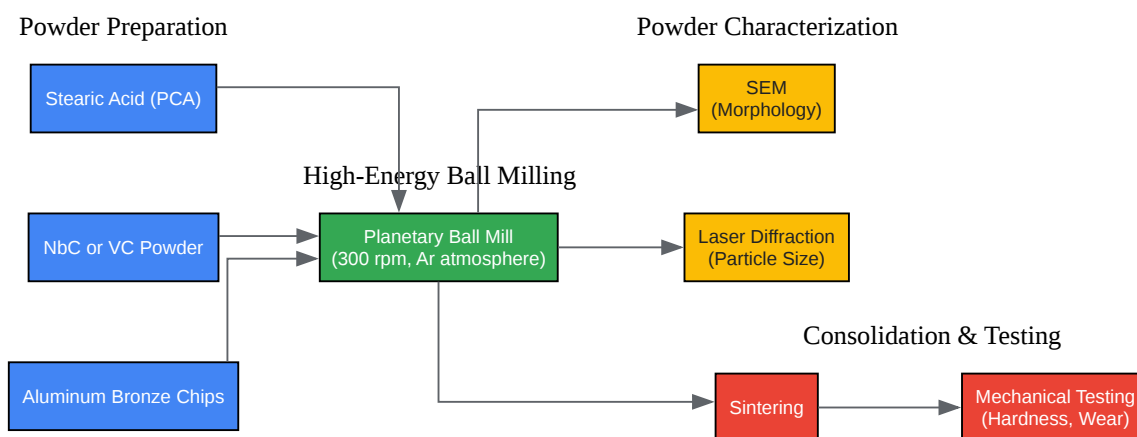 Powder Preparation
Powder Characterization
Stearic Acid (PCA)
SEM
(Morphology)
High-Energy Ball Milling
NbC or VC Powder
Planetary Ball Mill
(300 rpm, Ar atmosphere)
Laser Diffraction
(Particle Size)
Consolidation & Testing
Aluminum Bronze Chips
Sintering
Mechanical Testing
(Hardness, Wear)